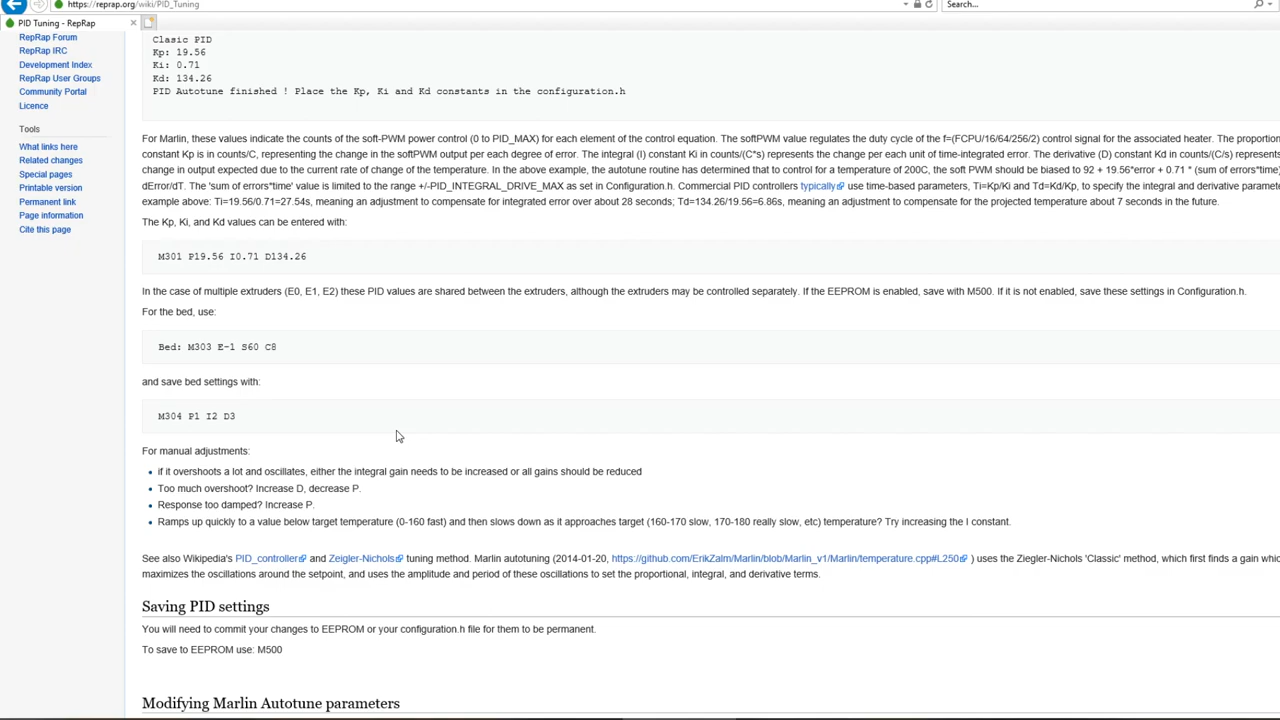 https://reprap.org/wiki/PID_Tuning
Search...
PID Tuning - RepRap
RepRap Forum
RepRap IRC
Development Index
RepRap User Groups
Community Portal
Licence
Tools
What links here
Related changes
Special pages
Printable version
Permanent link
Page information
Cite this page
Clasic PID
Kp: 19.56
Ki: 0.71
Kd: 134.26
PID Autotune finished ! Place the Kp, Ki and Kd constants in the configuration.h
For Marlin, these values indicate the counts of the soft-PWM power control (0 to PID_MAX) for each element of the control equation. The softPWM value regulates the duty cycle of the f=(FCPU/16/64/256/2) control signal for the associated heater. The proportion
constant Kp is in counts/C, representing the change in the softPWM output per each degree of error. The integral (I) constant Ki in counts/(C*s) represents the change per each unit of time-integrated error. The derivative (D) constant Kd in counts/(C/s) represents
change in output expected due to the current rate of change of the temperature. In the above example, the autotune routine has determined that to control for a temperature of 200C, the soft PWM should be biased to 92 + 19.56*error + 0.71 * (sum of errors*time)
dError/dT. The 'sum of errors*time' value is limited to the range +/-PID_INTEGRAL_DRIVE_MAX as set in Configuration.h. Commercial PID controllers typically use time-based parameters, Ti=Kp/Ki and Td=Kd/Kp, to specify the integral and derivative parameter
example above: Ti=19.56/0.71=27.54s, meaning an adjustment to compensate for integrated error over about 28 seconds; Td=134.26/19.56=6.86s, meaning an adjustment to compensate for the projected temperature about 7 seconds in the future.
The Kp, Ki, and Kd values can be entered with:
M301 P19.56 I0.71 D134.26
In the case of multiple extruders (E0, E1, E2) these PID values are shared between the extruders, although the extruders may be controlled separately. If the EEPROM is enabled, save with M500. If it is not enabled, save these settings in Configuration.h.
For the bed, use:
Bed: M303 E-1 S60 C8
and save bed settings with:
M304 P1 I2 D3
For manual adjustments:
• if it overshoots a lot and oscillates, either the integral gain needs to be increased or all gains should be reduced
• Too much overshoot? Increase D, decrease P.
• Response too damped? Increase P.
• Ramps up quickly to a value below target temperature (0-160 fast) and then slows down as it approaches target (160-170 slow, 170-180 really slow, etc) temperature? Try increasing the I constant.
See also Wikipedia's PID_controller and Zeigler-Nichols tuning method. Marlin autotuning (2014-01-20, https://github.com/ErikZalm/Marlin/blob/Marlin_v1/Marlin/temperature.cpp#L250 ) uses the Ziegler-Nichols 'Classic' method, which first finds a gain whic
maximizes the oscillations around the setpoint, and uses the amplitude and period of these oscillations to set the proportional, integral, and derivative terms.
Saving PID settings
You will need to commit your changes to EEPROM or your configuration.h file for them to be permanent.
To save to EEPROM use: M500
Modifying Marlin Autotune parameters